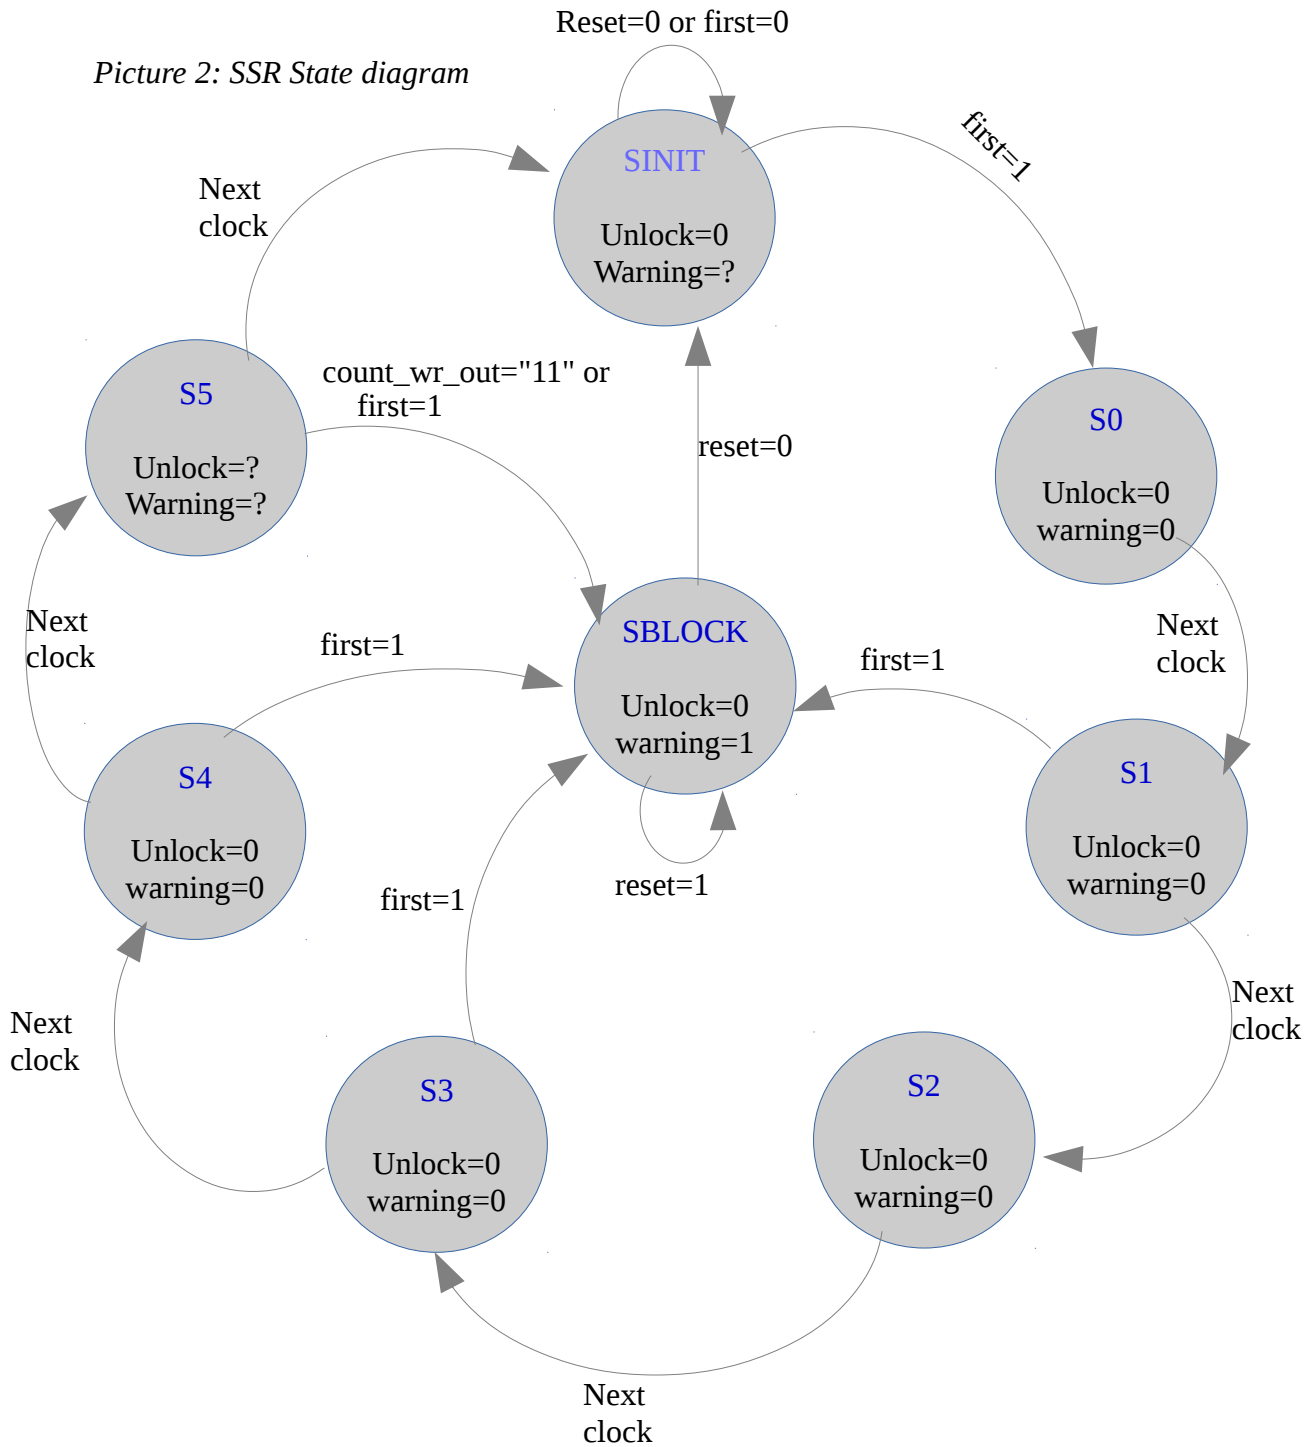 Reset=0 or first=0
Picture 2: SSR State diagram
first=1
SINIT
Unlock=0
Warning=?
Next
clock
count_wr_out="11" or
first=1
S5
Unlock=?
Warning=?
reset=0
S0
Unlock=0
warning=0
Next
clock
first=1
SBLOCK
Unlock=0
warning=1
first=1
Next
clock
S4
Unlock=0
warning=0
first=1
reset=1
S1
Unlock=0
warning=0
Next
clock
S3
Unlock=0
warning=0
S2
Unlock=0
warning=0
Next
clock
Next
clock